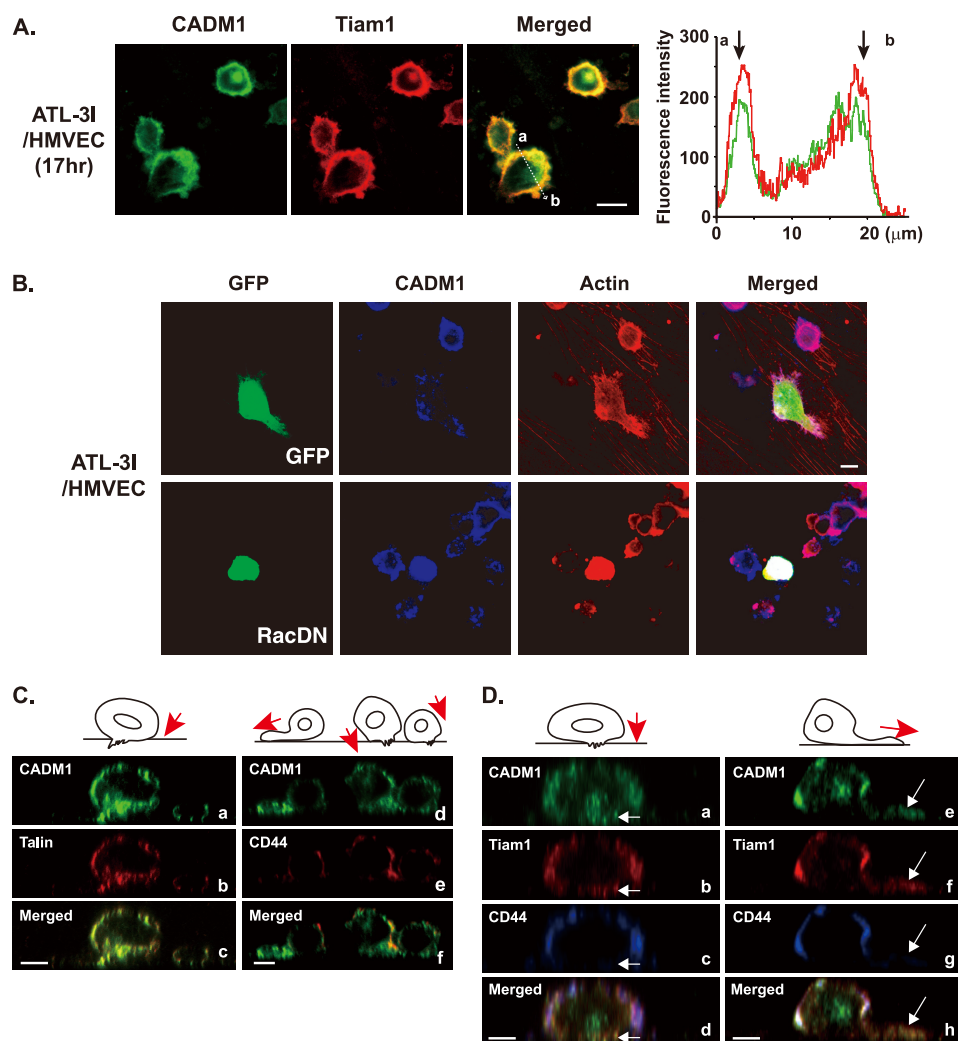 A.
CADM1 Tiam1 Merged
ATL-3I
/HMVEC
(17hr)
a
b
Fluorescence intensity
300
200
100
0
a b
0 10 20 (μm)
B.
GFP CADM1 Actin Merged
ATL-3I
/HMVEC
GFP
RacDN
C.
CADM1
a
Talin
b
Merged
c
CADM1
d
CD44
e
Merged
f
D.
CADM1
a
Tiam1
b
CD44
c
Merged
d
CADM1
e
Tiam1
f
CD44
g
Merged
h